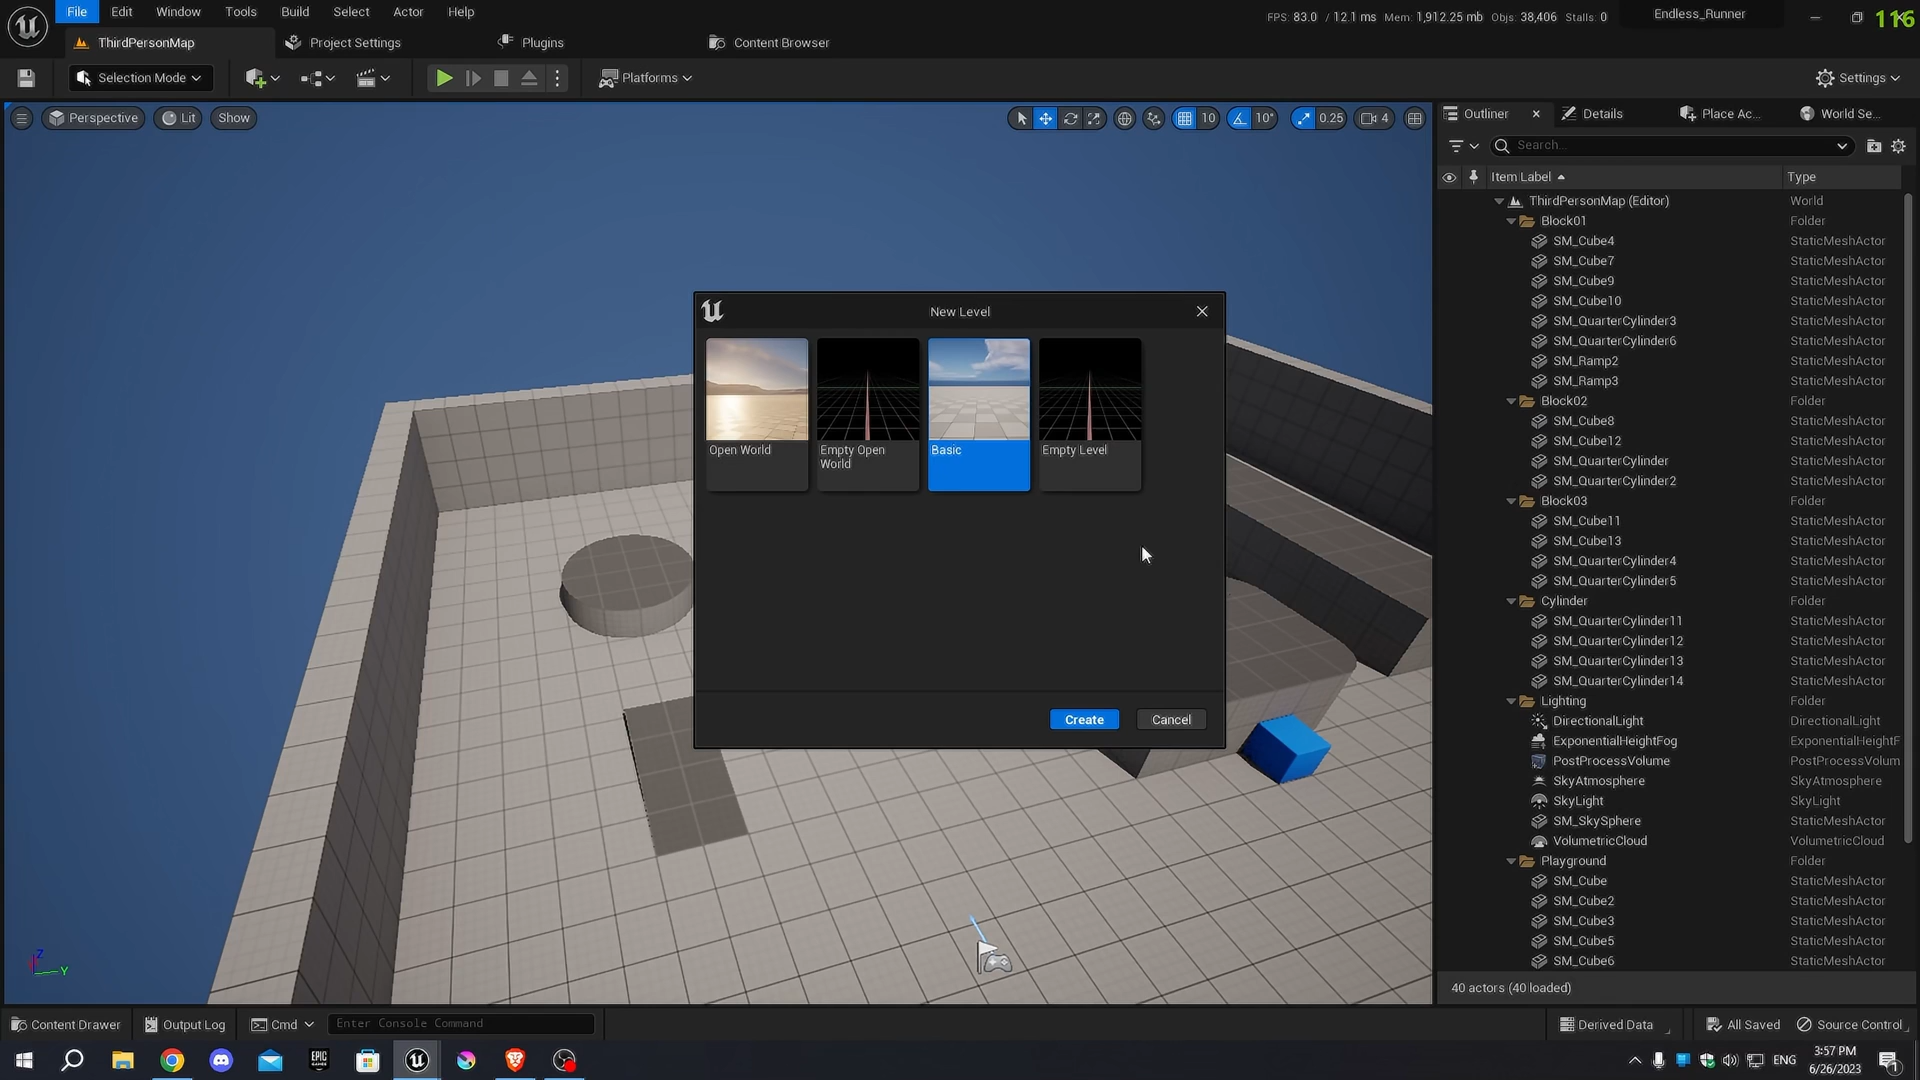 File Edit Window Tools Build Select Actor Help
FPS: 83.0 / 12.1 ms Mem: 1,912.25 mb Objs: 38,406 Stalls: 0
Endless_Runner
116
ThirdPersonMap
Project Settings
Plugins
Content Browser
Selection Mode
Platforms
Settings
Perspective
Lit
Show
10
10°
0.25
4
Outliner
Details
Place Ac...
World Se...
Search...
Item Label
Type
ThirdPersonMap (Editor) World
Block01 Folder
SM_Cube4 StaticMeshActor
SM_Cube7 StaticMeshActor
SM_Cube9 StaticMeshActor
SM_Cube10 StaticMeshActor
SM_QuarterCylinder3 StaticMeshActor
SM_QuarterCylinder6 StaticMeshActor
SM_Ramp2 StaticMeshActor
SM_Ramp3 StaticMeshActor
Block02 Folder
SM_Cube8 StaticMeshActor
SM_Cube12 StaticMeshActor
SM_QuarterCylinder StaticMeshActor
SM_QuarterCylinder2 StaticMeshActor
Block03 Folder
SM_Cube11 StaticMeshActor
SM_Cube13 StaticMeshActor
SM_QuarterCylinder4 StaticMeshActor
SM_QuarterCylinder5 StaticMeshActor
Cylinder Folder
SM_QuarterCylinder11 StaticMeshActor
SM_QuarterCylinder12 StaticMeshActor
SM_QuarterCylinder13 StaticMeshActor
SM_QuarterCylinder14 StaticMeshActor
Lighting Folder
DirectionalLight DirectionalLight
ExponentialHeightFog ExponentialHeightF
PostProcessVolume PostProcessVolum
SkyAtmosphere SkyAtmosphere
SkyLight SkyLight
SM_SkySphere StaticMeshActor
VolumetricCloud VolumetricCloud
Playground Folder
SM_Cube StaticMeshActor
SM_Cube2 StaticMeshActor
SM_Cube3 StaticMeshActor
SM_Cube5 StaticMeshActor
SM_Cube6 StaticMeshActor
40 actors (40 loaded)
New Level
Open World
Empty Open
World
Basic
Empty Level
Create
Cancel
Z
Y
Content Drawer
Output Log
Cmd
Enter Console Command
Derived Data
All Saved
Source Control
EPIC
GAMES
ENG
3:57 PM
6/26/2023
1